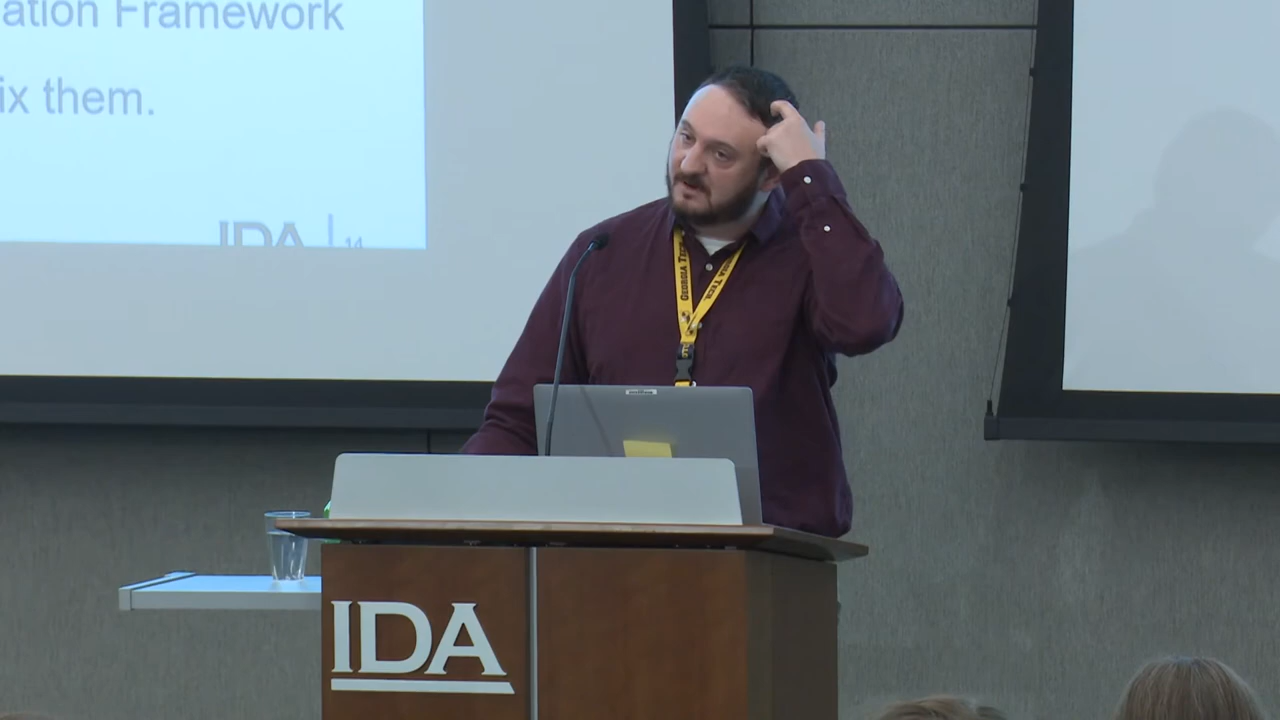 ation Framework
ix them.
IDA | 14
GEORGIA TECH
IDA